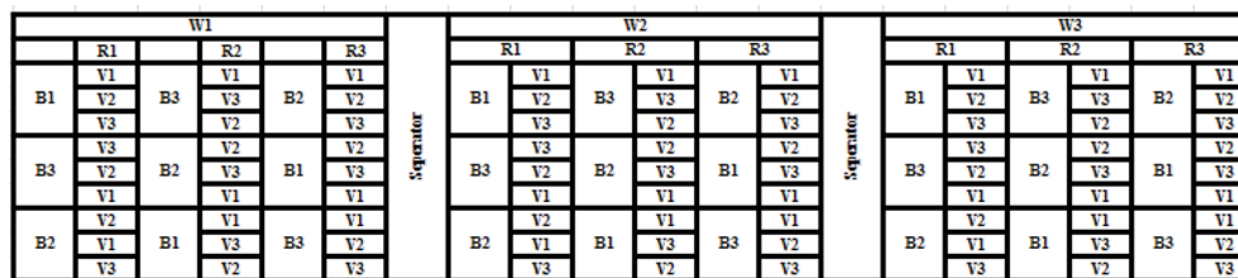 W1 W2 W3
R1 R2 R3 R1 R2 R3 R1 R2 R3
V1 V1 V1 V1 V1 V1 V1 V1 V1
B1 V2 B3 V3 B2 V2 B1 V2 B3 V3 B2 V2 B1 V2 B3 V3 B2 V2
V3 V2 V3 V3 V2 V3 V3 V2 V3
Seperator Seperator
V3 V2 V2 V3 V2 V2 V3 V2 V2
B3 V2 B2 V3 B1 V3 B3 V2 B2 V3 B1 V3 B3 V2 B2 V3 B1 V3
V1 V1 V1 V1 V1 V1 V1 V1 V1
V2 V1 V1 V2 V1 V1 V2 V1 V1
B2 V1 B1 V3 B3 V2 B2 V1 B1 V3 B3 V2 B2 V1 B1 V3 B3 V2
V3 V2 V3 V3 V2 V3 V3 V2 V3